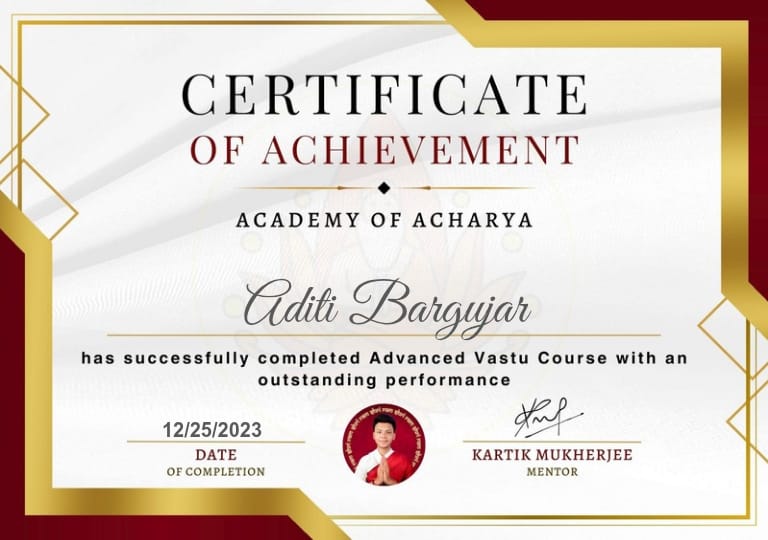 CERTIFICATE
OF ACHIEVEMENT
ACADEMY OF ACHARYA
Aditi Bargujar
has successfully completed Advanced Vastu Course with an
outstanding performance
12/25/2023
DATE
OF COMPLETION
KARTIK MUKHERJEE
MENTOR